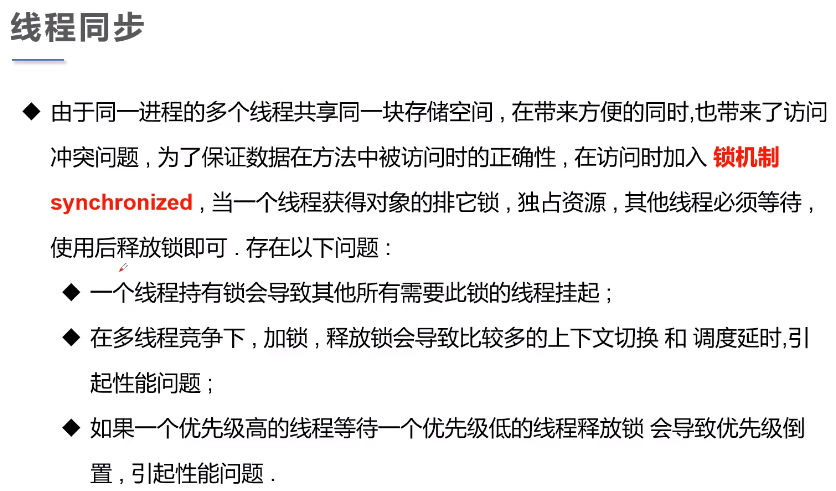 线程同步
◆ 由于同一进程的多个线程共享同一块存储空间 , 在带来方便的同时,也带来了访问
冲突问题 , 为了保证数据在方法中被访问时的正确性 , 在访问时加入 锁机制
synchronized , 当一个线程获得对象的排它锁 , 独占资源 , 其他线程必须等待 ,
使用后释放锁即可 . 存在以下问题 :
◆ 一个线程持有锁会导致其他所有需要此锁的线程挂起 ;
◆ 在多线程竞争下 , 加锁 , 释放锁会导致比较多的上下文切换 和 调度延时,引
起性能问题 ;
◆ 如果一个优先级高的线程等待一个优先级低的线程释放锁 会导致优先级倒
置 , 引起性能问题 .